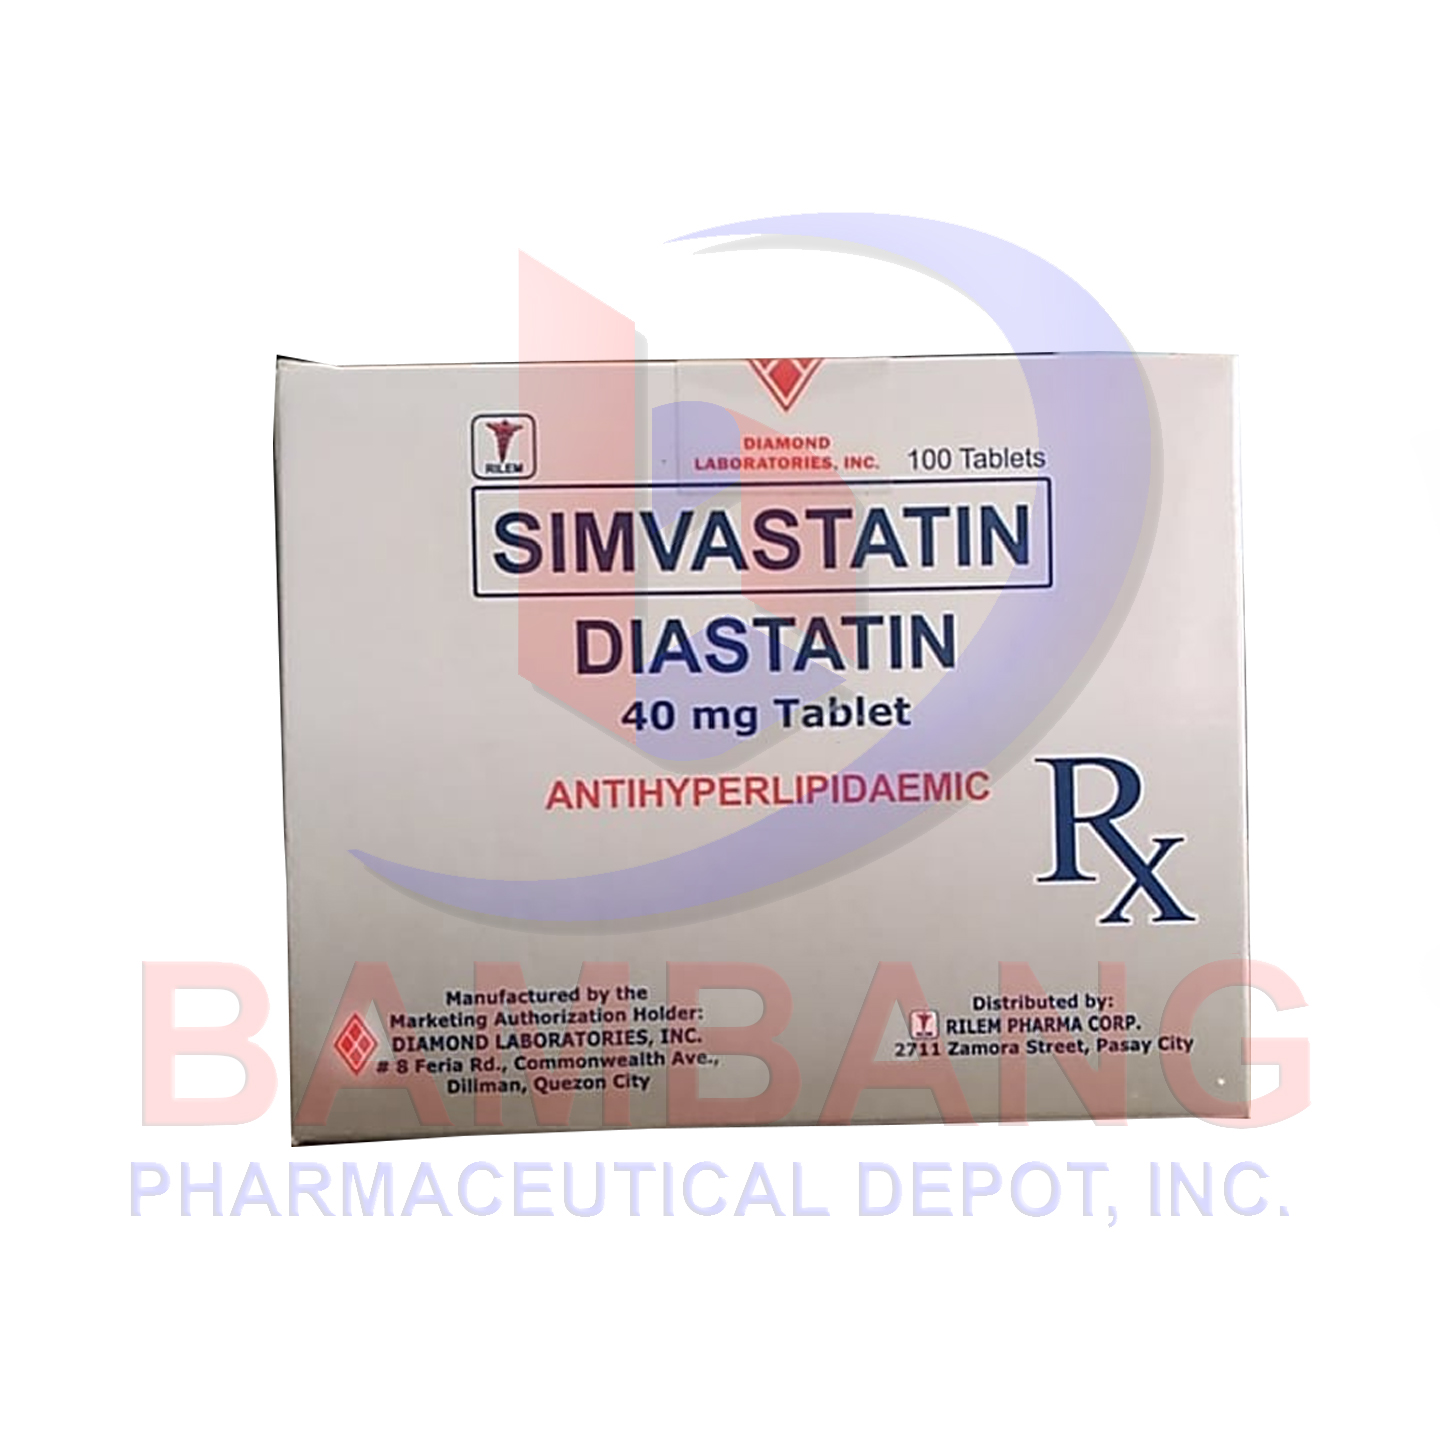 DIAMOND
LABORATORIES, INC.
100 Tablets
RILEM
SIMVASTATIN
DIASTATIN
40 mg Tablet
ANTIHYPERLIPIDAEMIC
Rx
Manufactured by the
Marketing Authorization Holder:
DIAMOND LABORATORIES, INC.
# 8 Feria Rd., Commonwealth Ave.,
Diliman, Quezon City
Distributed by:
RILEM PHARMA CORP.
2711 Zamora Street, Pasay City
BAMBANG
PHARMACEUTICAL DEPOT, INC.